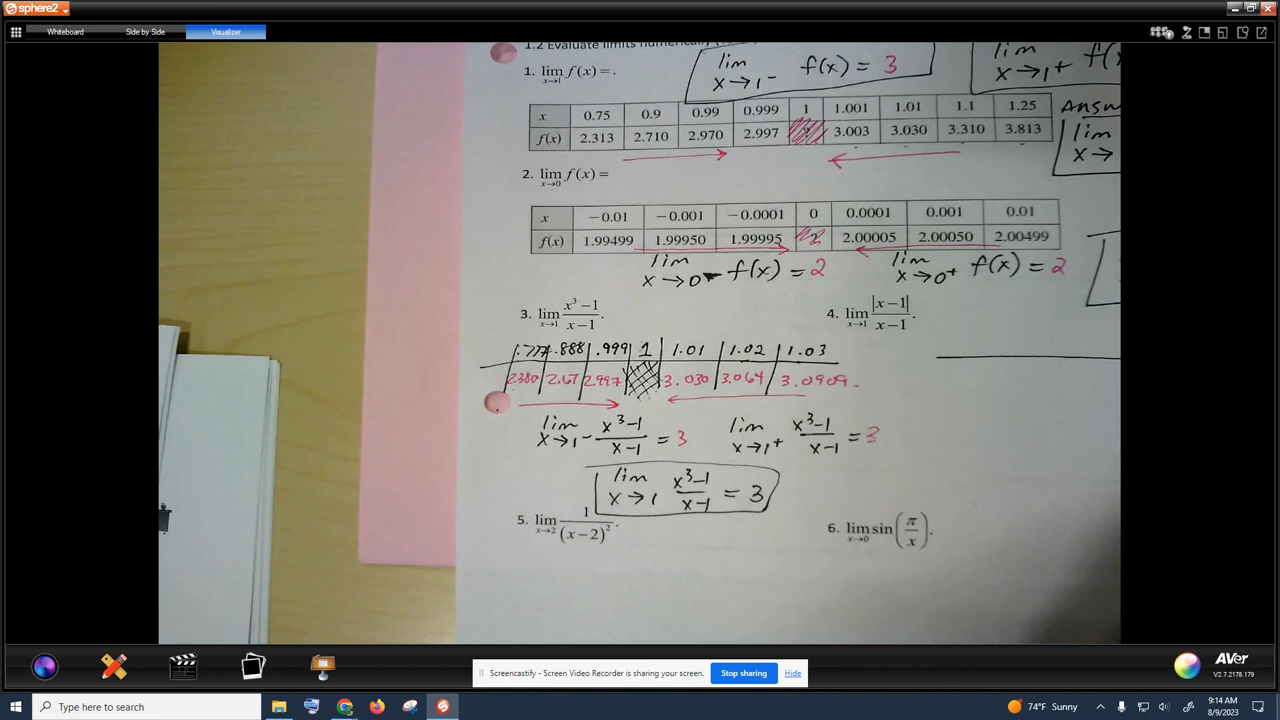 sphere2
Whiteboard Side by Side Visualizer
1.2 Evaluate limits numerically
lim x→1⁻ f(x) = 3
lim x→1⁺ f(x
1. lim x→1 f(x) = .
x 0.75 0.9 0.99 0.999 1 1.001 1.01 1.1 1.25
f(x) 2.313 2.710 2.970 2.997 ? 3.003 3.030 3.310 3.813
Answ
lim x→
2. lim x→0 f(x) =
x −0.01 −0.001 −0.0001 0 0.0001 0.001 0.01
f(x) 1.99499 1.99950 1.99995 ? 2.00005 2.00050 2.00499
lim x→0⁻ f(x) = 2 lim x→0⁺ f(x) = 2
3. lim x→1 (x³−1)/(x−1). 4. lim x→1 |x−1|/(x−1).
.777 .888 .999 1 1.01 1.02 1.03
2.380 2.67 2.997 3.030 3.064 3.0909
lim x→1⁻ (x³−1)/(x−1) = 3 lim x→1⁺ (x³−1)/(x−1) = 3
lim x→1 (x³−1)/(x−1) = 3
5. lim x→2 1/(x−2)². 6. lim x→0 sin(π/x).
Screencastify - Screen Video Recorder is sharing your screen. Stop sharing Hide
AVer
V2.7.2178.179
Type here to search
74°F Sunny
9:14 AM
8/9/2023